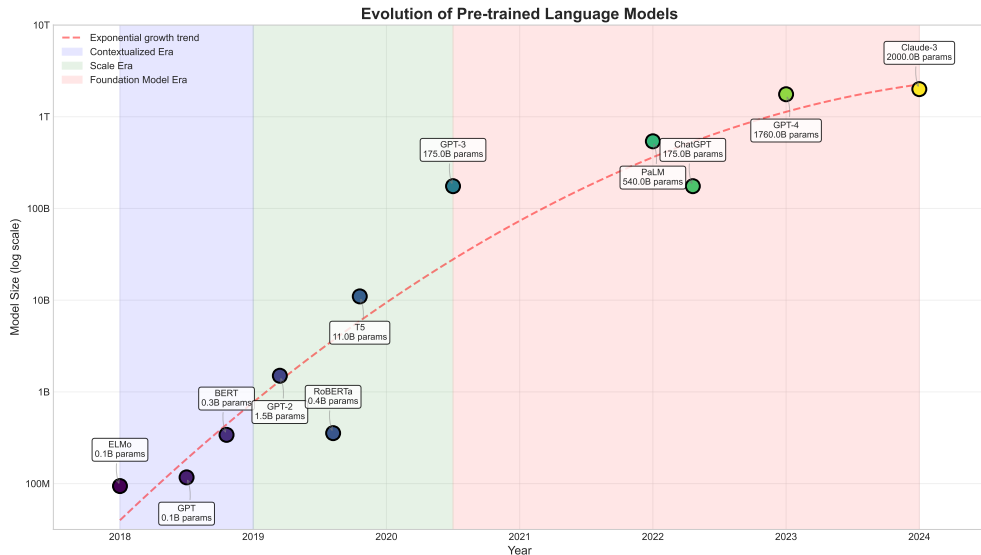 Evolution of Pre-trained Language Models
10T
1T
100B
10B
1B
100M
Model Size (log scale)
Exponential growth trend
Contextualized Era
Scale Era
Foundation Model Era
ELMo
0.1B params
GPT
0.1B params
BERT
0.3B params
GPT-2
1.5B params
RoBERTa
0.4B params
T5
11.0B params
GPT-3
175.0B params
PaLM
540.0B params
ChatGPT
175.0B params
GPT-4
1760.0B params
Claude-3
2000.0B params
2018
2019
2020
2021
2022
2023
2024
Year